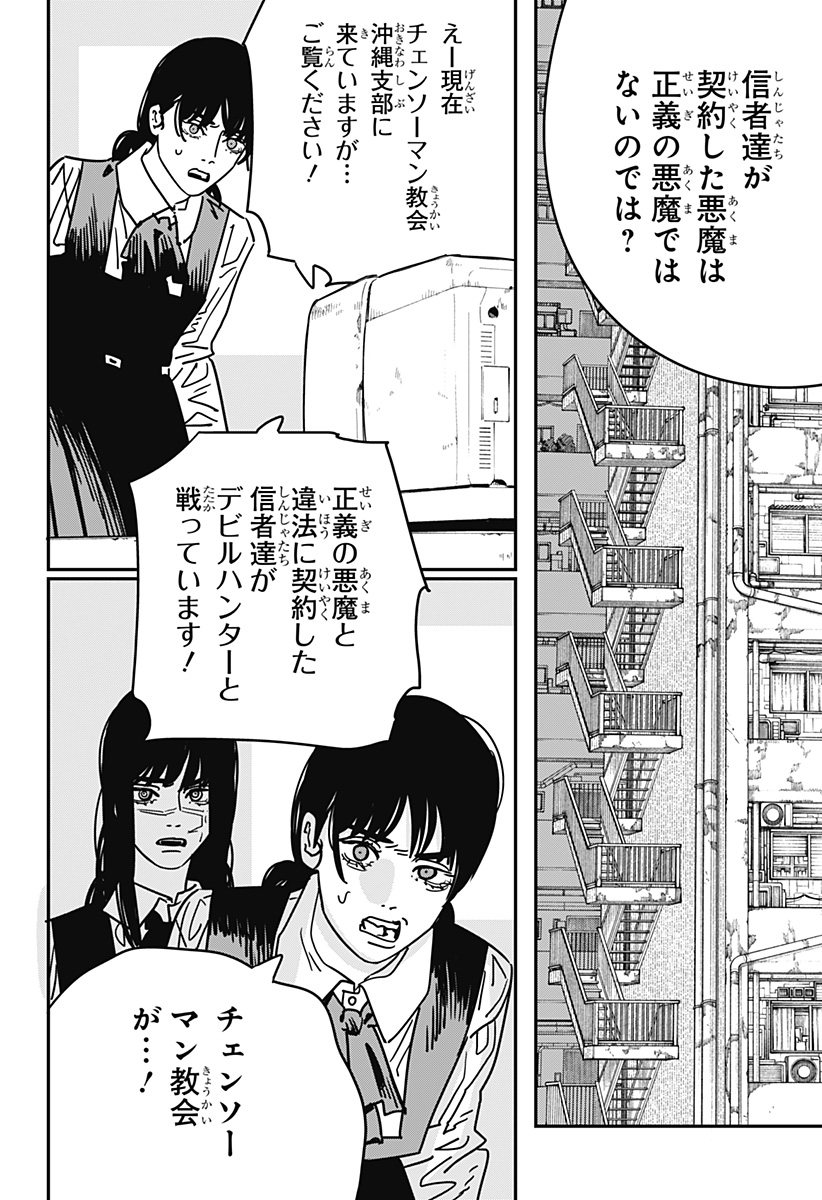 信者達が
契約した悪魔は
正義の悪魔では
ないのでは？
えー現在
チェンソーマン教会
沖縄支部に
来ていますが…
ご覧ください！
正義の悪魔と
違法に契約した
信者達が
デビルハンターと
戦っています！
チェンソー
マン教会
が…！